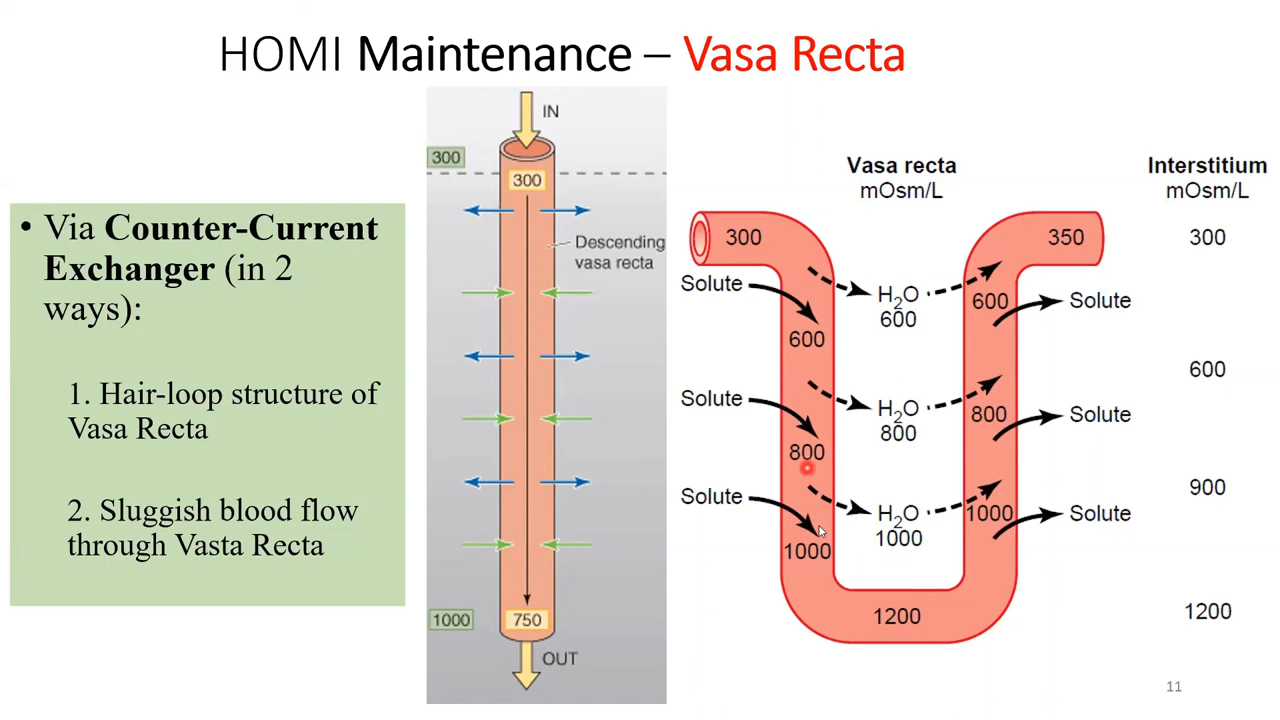 HOMI Maintenance – Vasa Recta
• Via Counter-Current
Exchanger (in 2
ways):
1. Hair-loop structure of
Vasa Recta
2. Sluggish blood flow
through Vasta Recta
IN
300
300
Descending
vasa recta
1000
750
OUT
Vasa recta
mOsm/L
Interstitium
mOsm/L
300
350
300
Solute
H₂O
600
600
600
Solute
600
Solute
H₂O
800
800
800
Solute
900
Solute
H₂O
1000
1000
1000
Solute
1200
1200
11